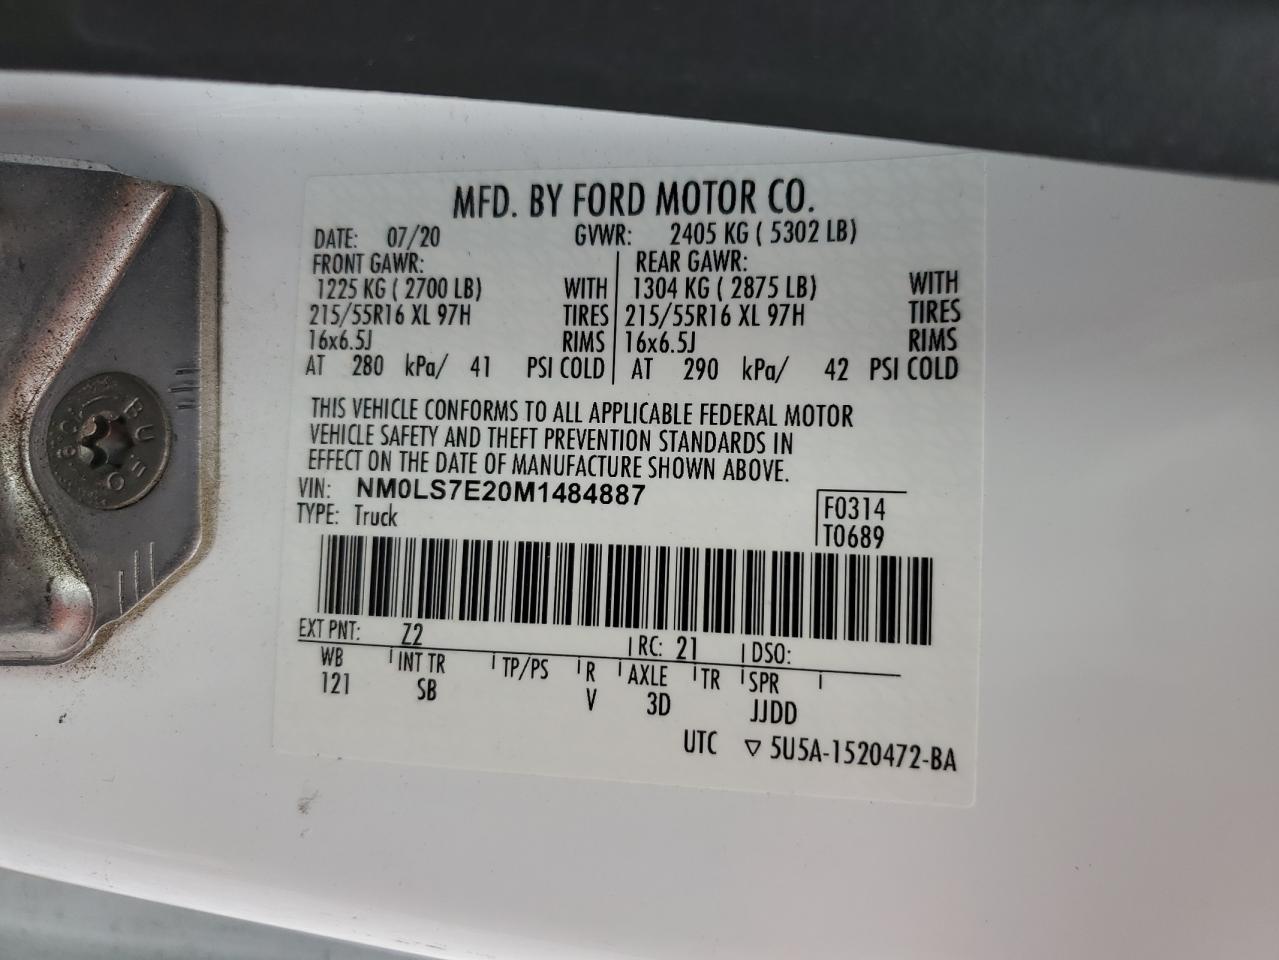 MFD. BY FORD MOTOR CO.
DATE: 07/20 GVWR: 2405 KG ( 5302 LB)
FRONT GAWR: REAR GAWR:
1225 KG ( 2700 LB) WITH 1304 KG ( 2875 LB) WITH
215/55R16 XL 97H TIRES 215/55R16 XL 97H TIRES
16x6.5J RIMS 16x6.5J RIMS
AT 280 kPa/ 41 PSI COLD AT 290 kPa/ 42 PSI COLD
THIS VEHICLE CONFORMS TO ALL APPLICABLE FEDERAL MOTOR
VEHICLE SAFETY AND THEFT PREVENTION STANDARDS IN
EFFECT ON THE DATE OF MANUFACTURE SHOWN ABOVE.
VIN: NM0LS7E20M1484887
TYPE: Truck
F0314
T0689
EXT PNT: Z2 RC: 21 DSO:
WB INT TR TP/PS R AXLE TR SPR
121 SB V 3D JJDD
UTC ▽ 5U5A-1520472-BA